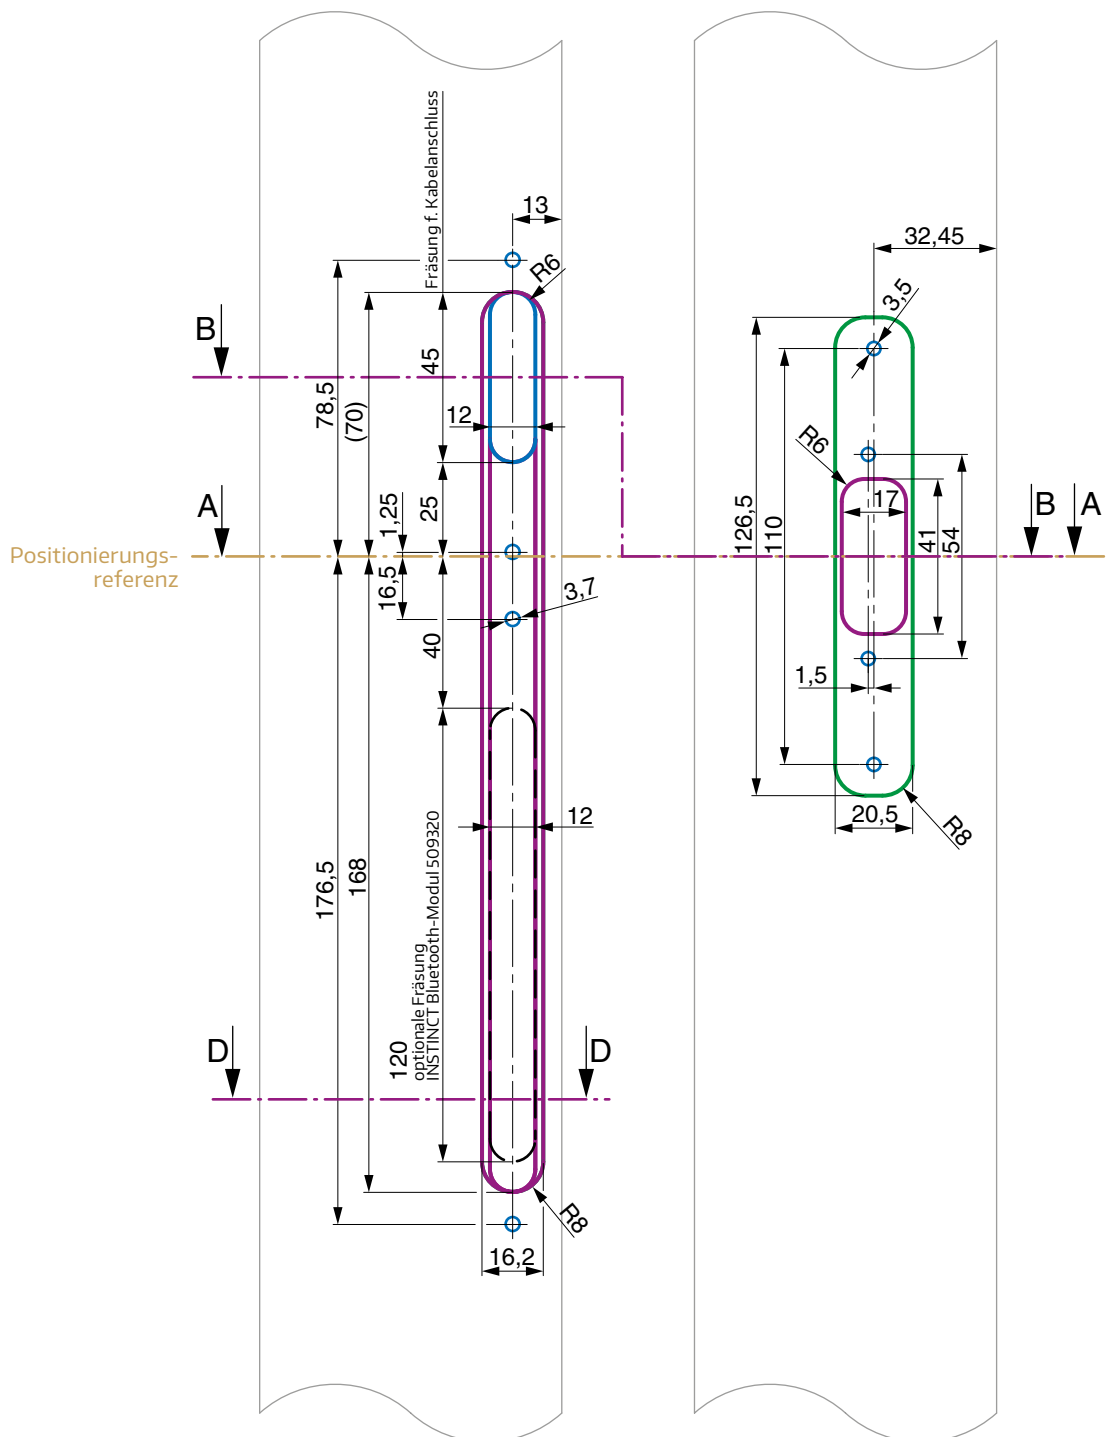 Fräsung f. Kabelanschluss
13
R6
32,45
3,5
B
78,5
(70)
45
12
R6
17
126,5
110
41
54
B
A
A
1,25
25
Positionierungs-
referenz
16,5
3,7
40
1,5
12
20,5
R8
176,5
168
120
optionale Fräsung
INSTINCT Bluetooth-Modul 509320
D
D
R8
16,2